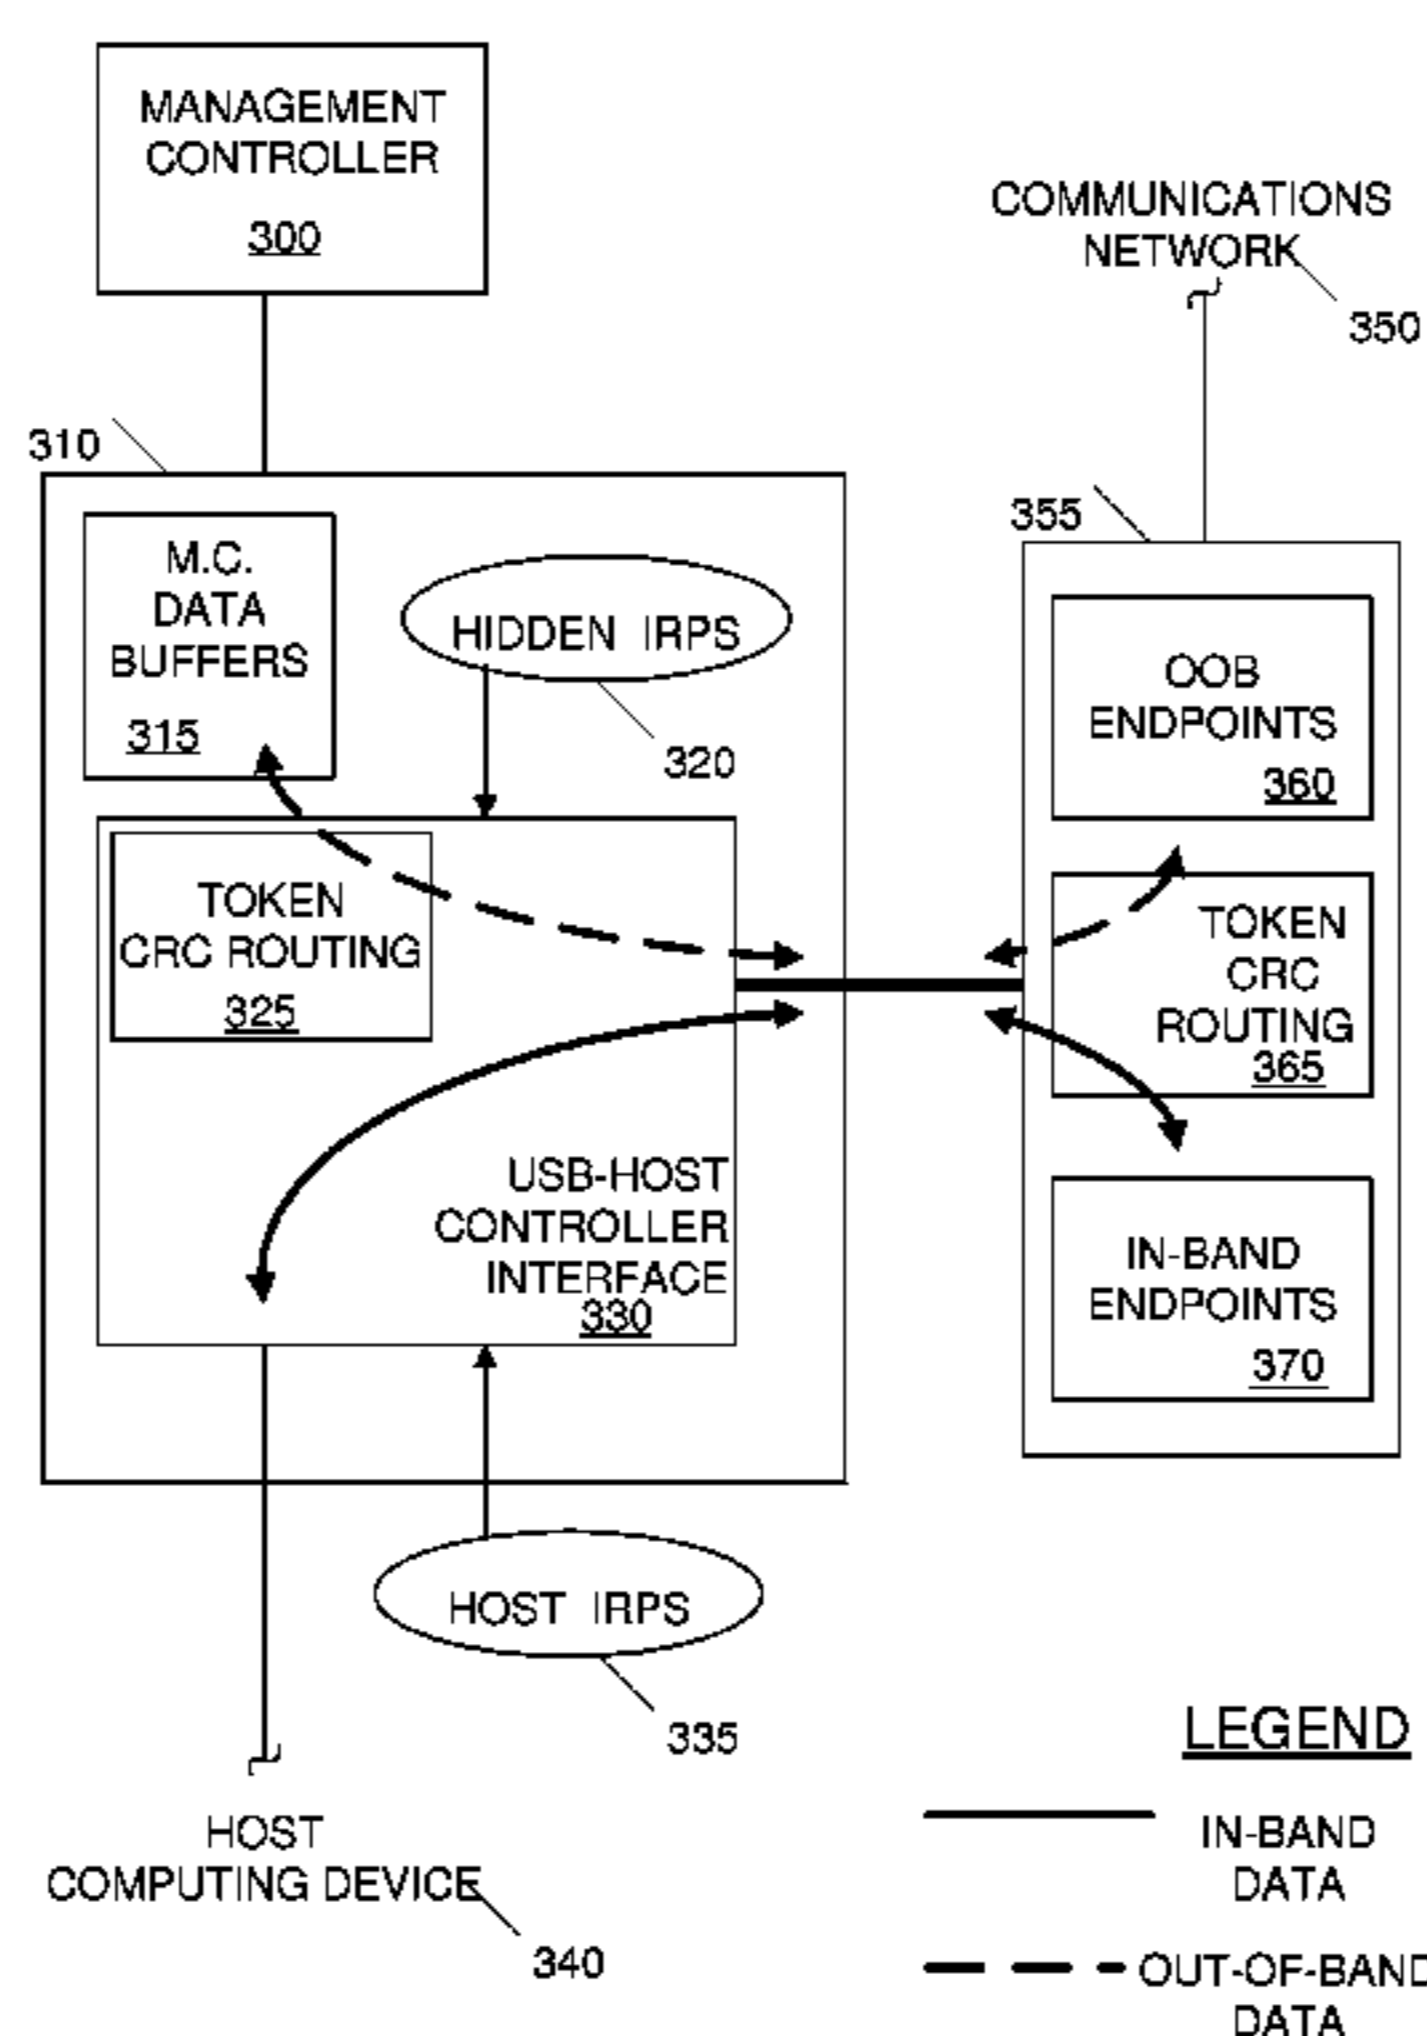 MANAGEMENT
CONTROLLER
300
COMMUNICATIONS
NETWORK
350
310
M.C.
DATA
BUFFERS
315
HIDDEN IRPS
320
355
OOB
ENDPOINTS
360
TOKEN
CRC ROUTING
325
TOKEN
CRC
ROUTING
365
USB-HOST
CONTROLLER
INTERFACE
330
IN-BAND
ENDPOINTS
370
HOST IRPS
335
HOST
COMPUTING DEVICE
340
LEGEND
IN-BAND
DATA
OUT-OF-BAND
DATA